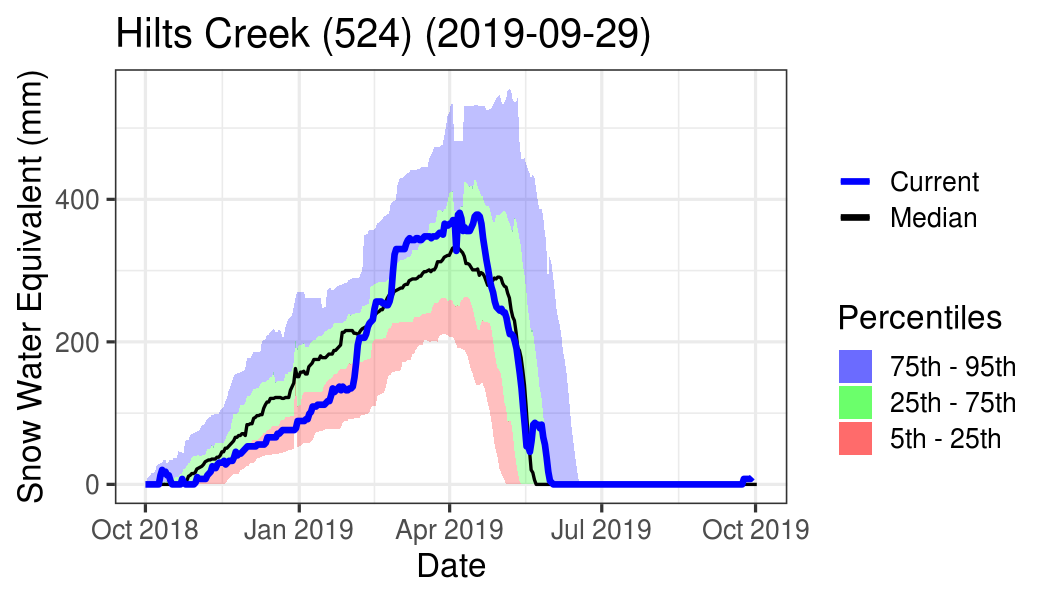 Hilts Creek (524) (2019-09-29)
Snow Water Equivalent (mm)
400
200
0
Oct 2018
Jan 2019
Apr 2019
Jul 2019
Oct 2019
Date
Current
Median
Percentiles
75th - 95th
25th - 75th
5th - 25th